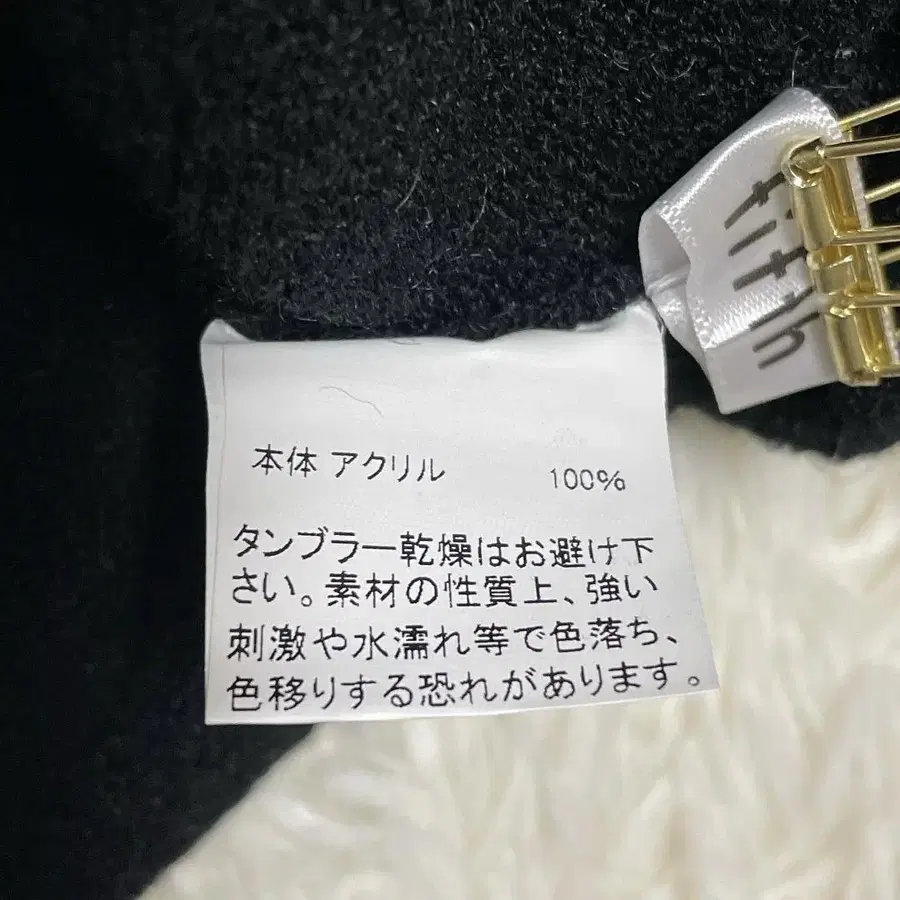 fifth
本体 アクリル 100%
タンブラー乾燥はお避け下
さい。素材の性質上、強い
刺激や水濡れ等で色落ち、
色移りする恐れがあります。